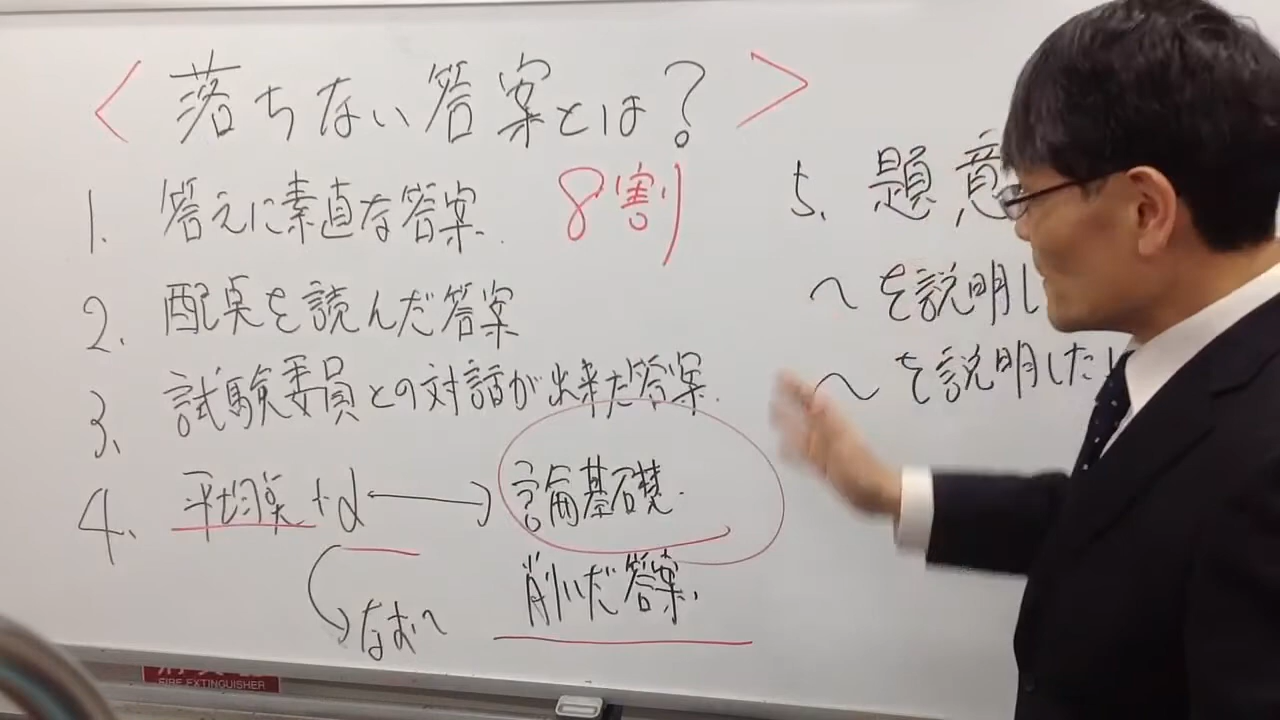 <落ちない答案とは?>
1. 答えに素直な答案. 8割
2. 配点を読んだ答案
3. 試験委員との対話が出来た答案.
4. 平均点+α ←→ 論基礎.
削いだ答案.
なお〜
5. 題意
〜を説明し
〜を説明した
FIRE EXTINGUISHER